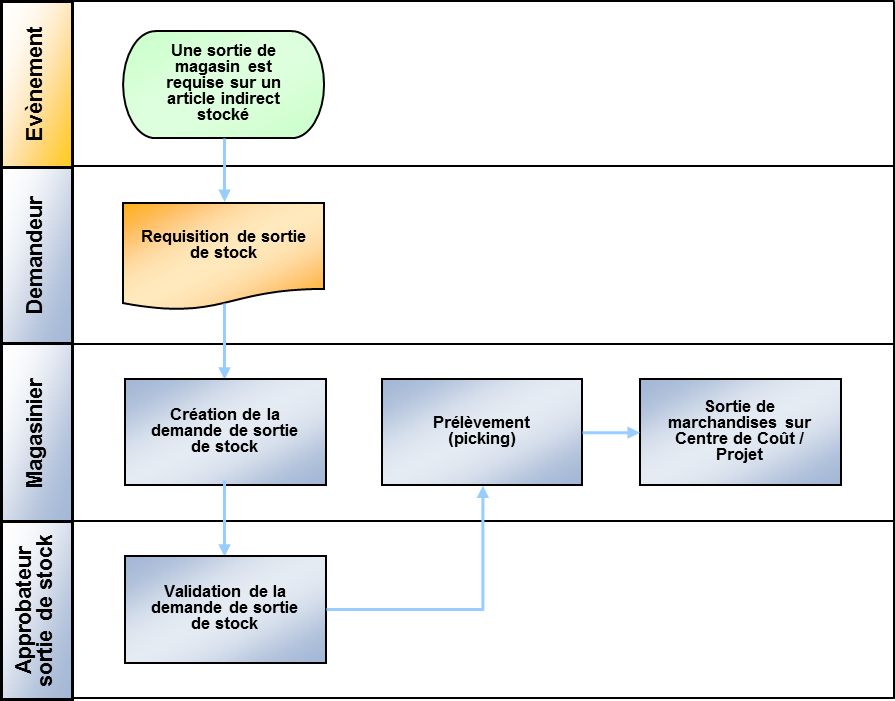 Evènement
Une sortie de
magasin est
requise sur un
article indirect
stocké
Demandeur
Requisition de sortie
de stock
Magasinier
Création de la
demande de sortie
de stock
Prélèvement
(picking)
Sortie de
marchandises sur
Centre de Coût /
Projet
Approbateur
sortie de stock
Validation de la
demande de sortie
de stock